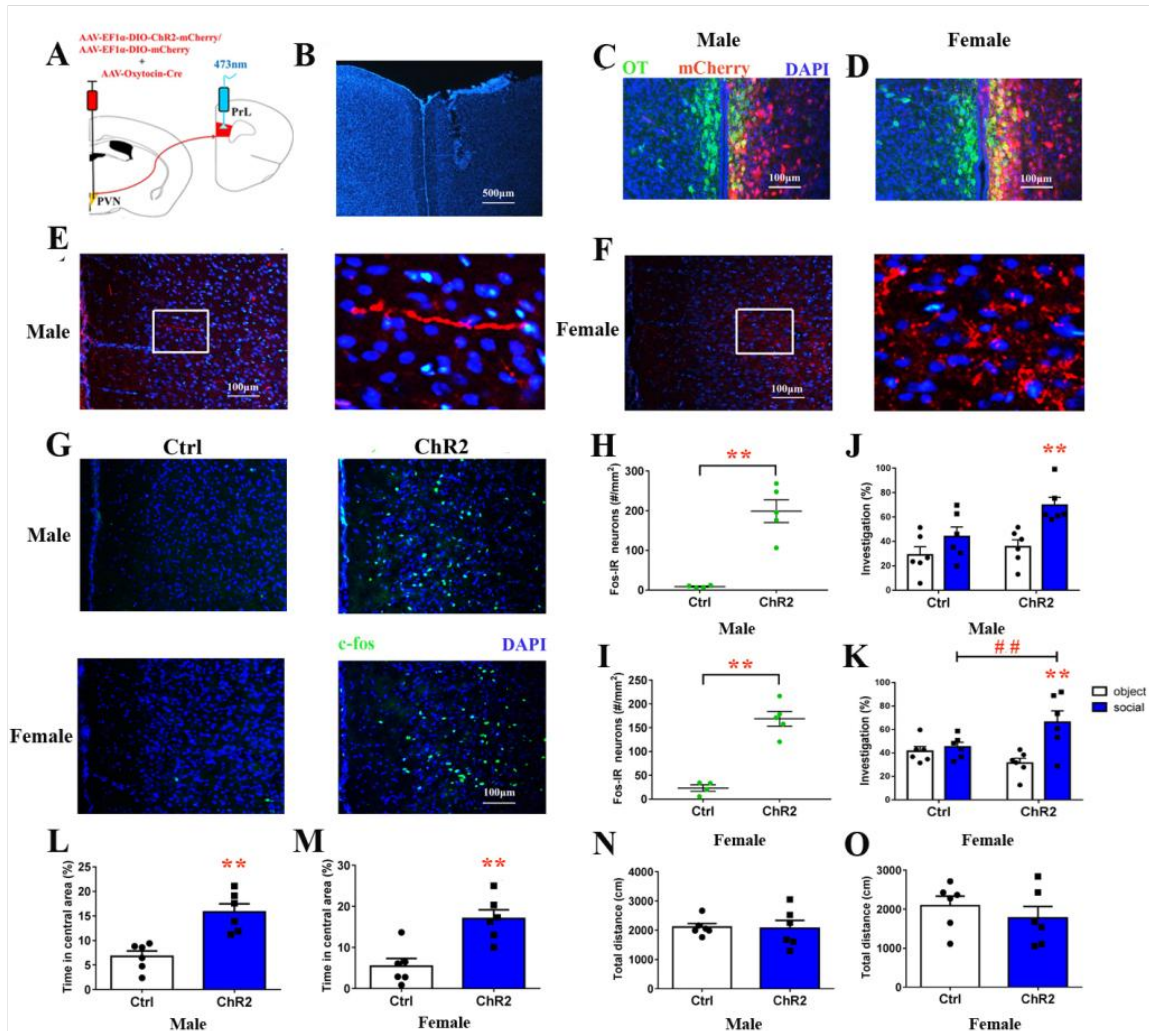 A
AAV-EF1α-DIO-ChR2-mCherry/
AAV-EF1α-DIO-mCherry
+
AAV-Oxytocin-Cre
473nm
PrL
PVN
B
500μm
Male
C
OT mCherry DAPI
100μm
Female
D
100μm
E
Male
100μm
F
Female
100μm
G
Ctrl
ChR2
Male
c-fos
DAPI
Female
100μm
H
**
Fos-IR neurons (#/mm²)
300
200
100
0
Ctrl
ChR2
Male
J
**
Investigation (%)
100
80
60
40
20
0
Ctrl
ChR2
Male
I
**
Fos-IR neurons (#/mm²)
250
200
150
100
50
0
Ctrl
ChR2
Female
K
# #
**
Investigation (%)
100
80
60
40
20
0
Ctrl
ChR2
Female
object
social
L
**
Time in central area (%)
25
20
15
10
5
0
Ctrl
ChR2
Male
M
**
Time in central area (%)
30
20
10
0
Ctrl
ChR2
Female
N
Total distance (cm)
4000
3000
2000
1000
0
Ctrl
ChR2
Male
O
Total distance (cm)
3000
2000
1000
0
Ctrl
ChR2
Female